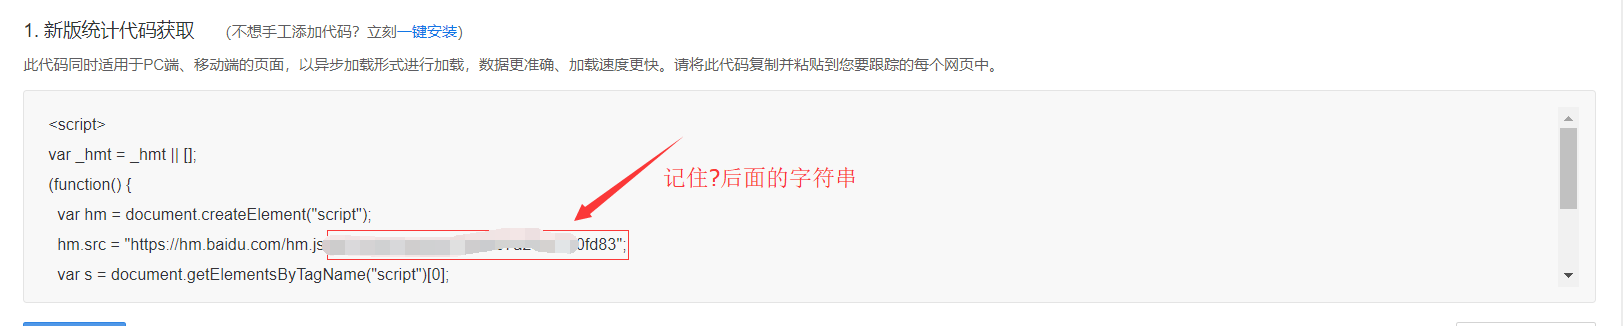 1. 新版统计代码获取 (不想手工添加代码？立刻一键安装)
此代码同时适用于PC端、移动端的页面，以异步加载形式进行加载，数据更准确、加载速度更快。请将此代码复制并粘贴到您要跟踪的每个网页中。
<script>
var _hmt = _hmt || [];
(function() {
var hm = document.createElement("script");
记住?后面的字符串
hm.src = "https://hm.baidu.com/hm.js 0fd83";
var s = document.getElementsByTagName("script")[0];